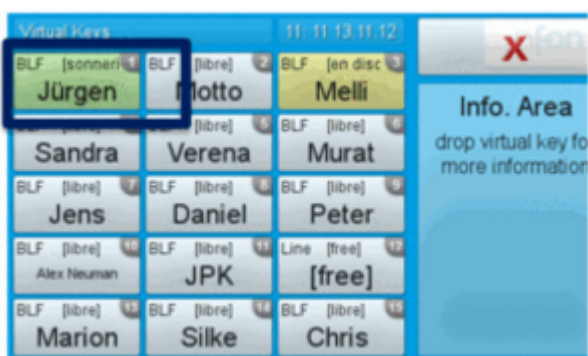 Virtual Keys 11:11 13.11.12
BLF [sonneri 1 BLF [libre] 2 BLF [en disc 3
Jürgen Motto Melli
[libre] 5 BLF [libre] 6
Sandra Verena Murat
BLF [libre] 7 BLF [libre] 8 BLF [libre] 9
Jens Daniel Peter
BLF [libre] 10 BLF [libre] 11 Line [free] 12
Alex Neuman JPK [free]
BLF [libre] 13 BLF [libre] 14 BLF [libre] 15
Marion Silke Chris
X
Info. Area
drop virtual key fo
more information